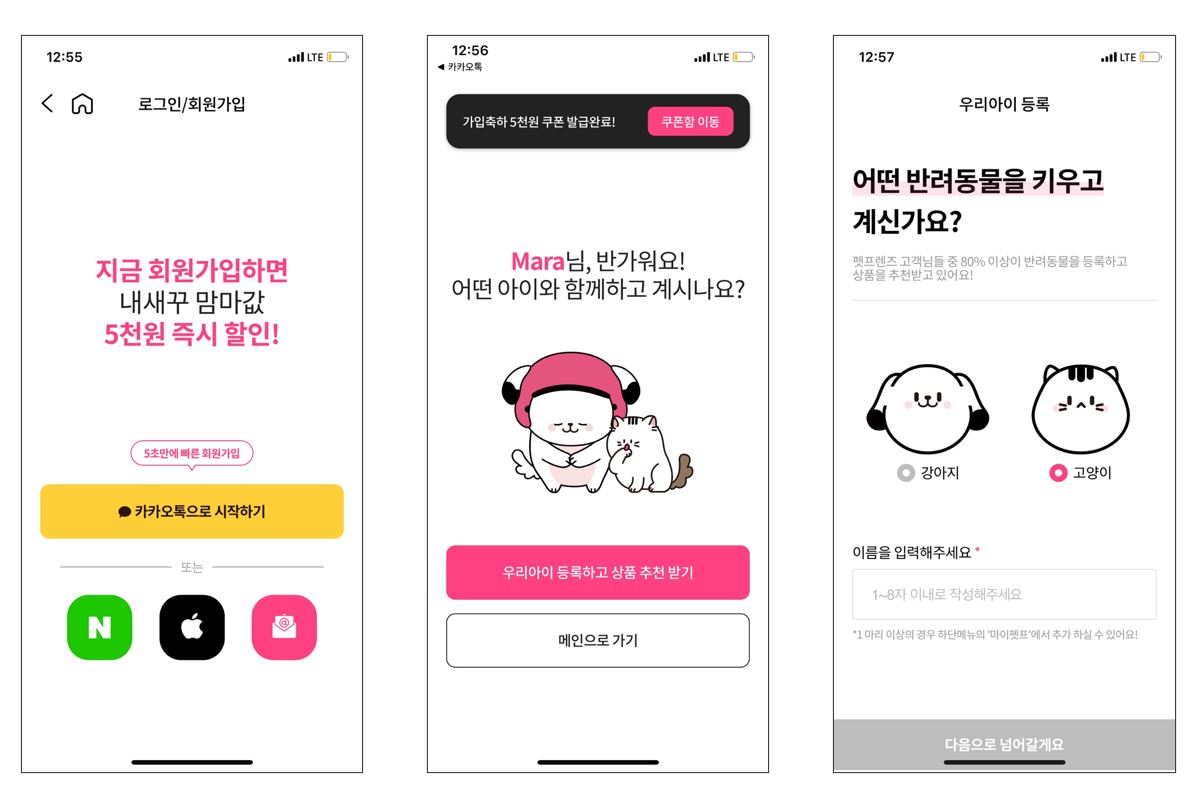 12:55
LTE
로그인/회원가입
지금 회원가입하면
내새꾸 맘마값
5천원 즉시 할인!
5초만에 빠른 회원가입
카카오톡으로 시작하기
또는
N
@
12:56
LTE
◀ 카카오톡
가입축하 5천원 쿠폰 발급완료!
쿠폰함 이동
Mara님, 반가워요!
어떤 아이와 함께하고 계시나요?
우리아이 등록하고 상품 추천 받기
메인으로 가기
12:57
LTE
우리아이 등록
어떤 반려동물을 키우고
계신가요?
펫프렌즈 고객님들 중 80% 이상이 반려동물을 등록하고
상품을 추천받고 있어요!
강아지
고양이
이름을 입력해주세요 *
1~8자 이내로 작성해주세요
*1 마리 이상의 경우 하단메뉴의 '마이펫프'에서 추가 하실 수 있어요!
다음으로 넘어갈게요